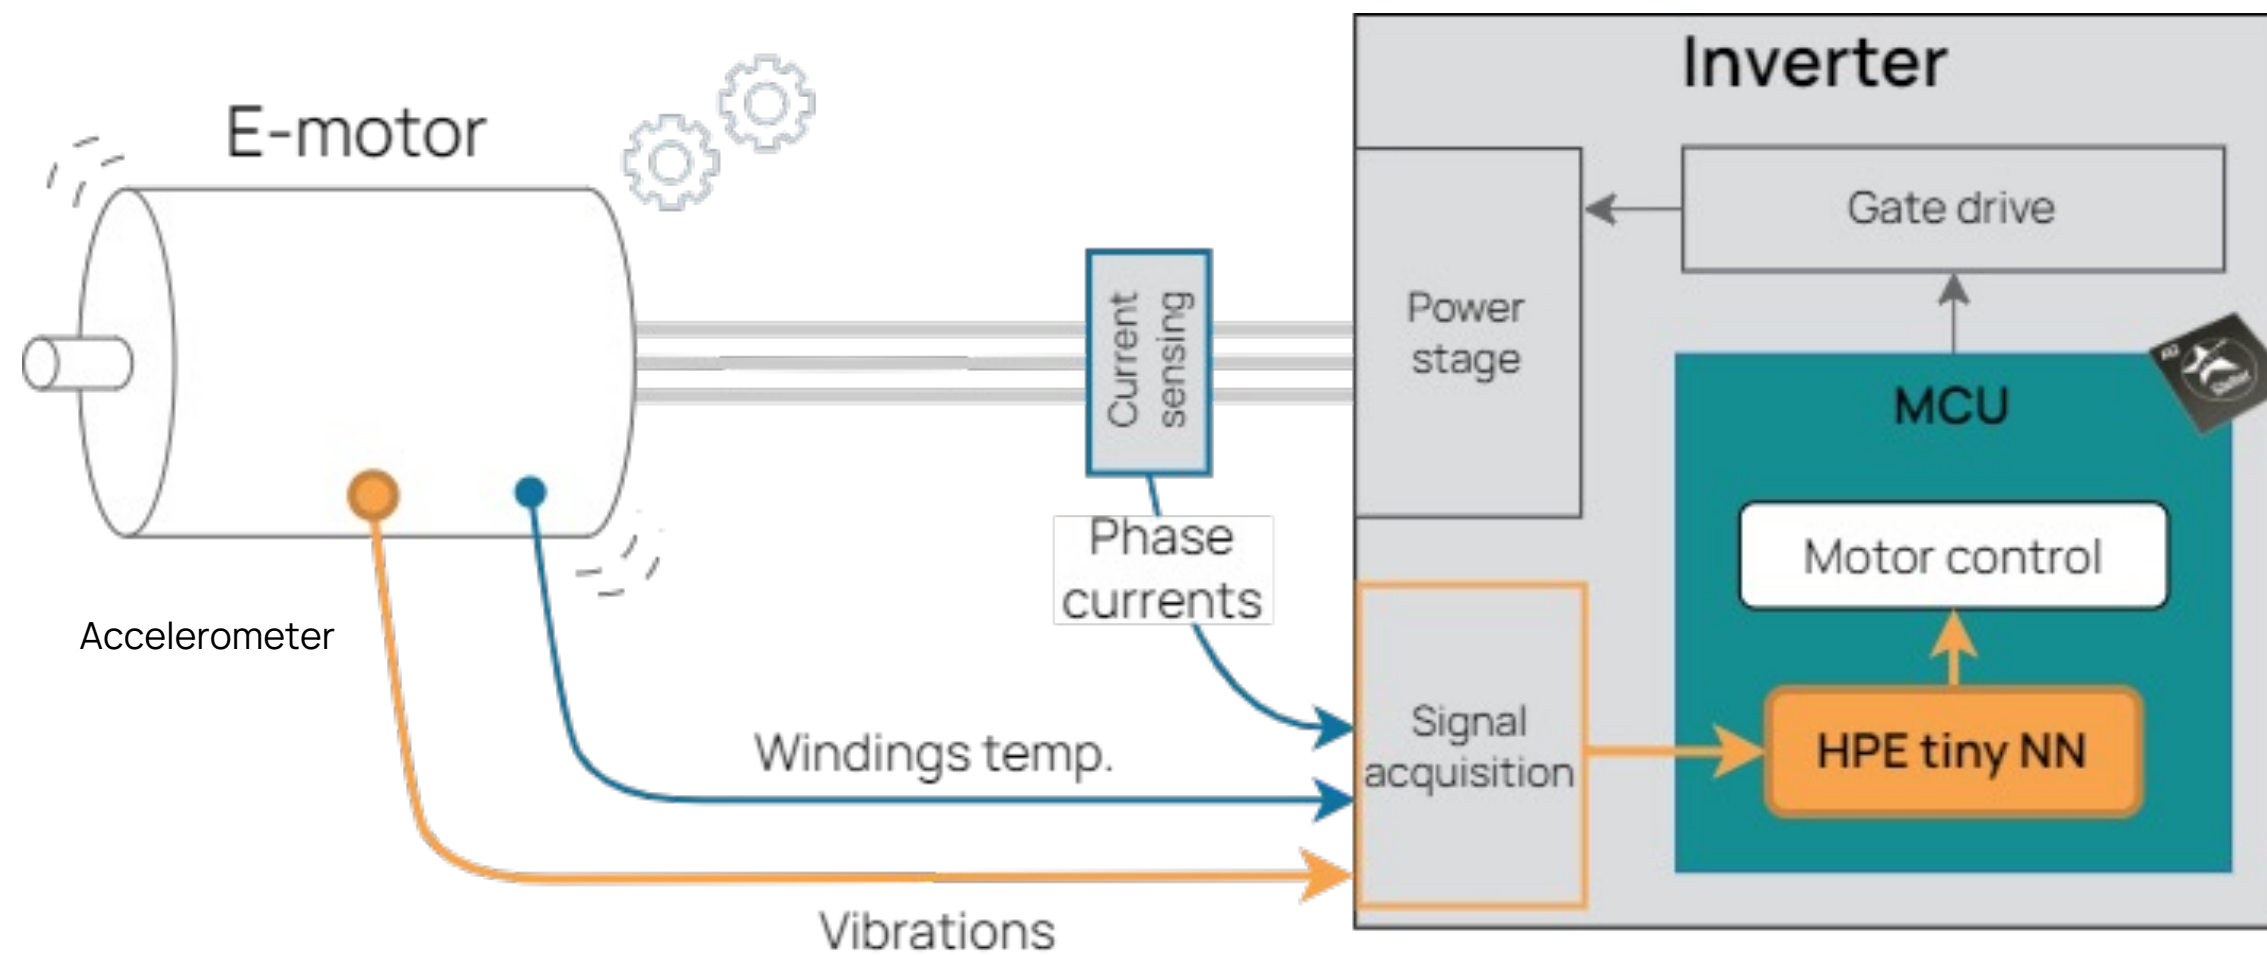 Inverter
E-motor
Gate drive
Power
stage
Current
sensing
MCU
Phase
currents
Motor control
Accelerometer
Signal
acquisition
Windings temp.
HPE tiny NN
Vibrations